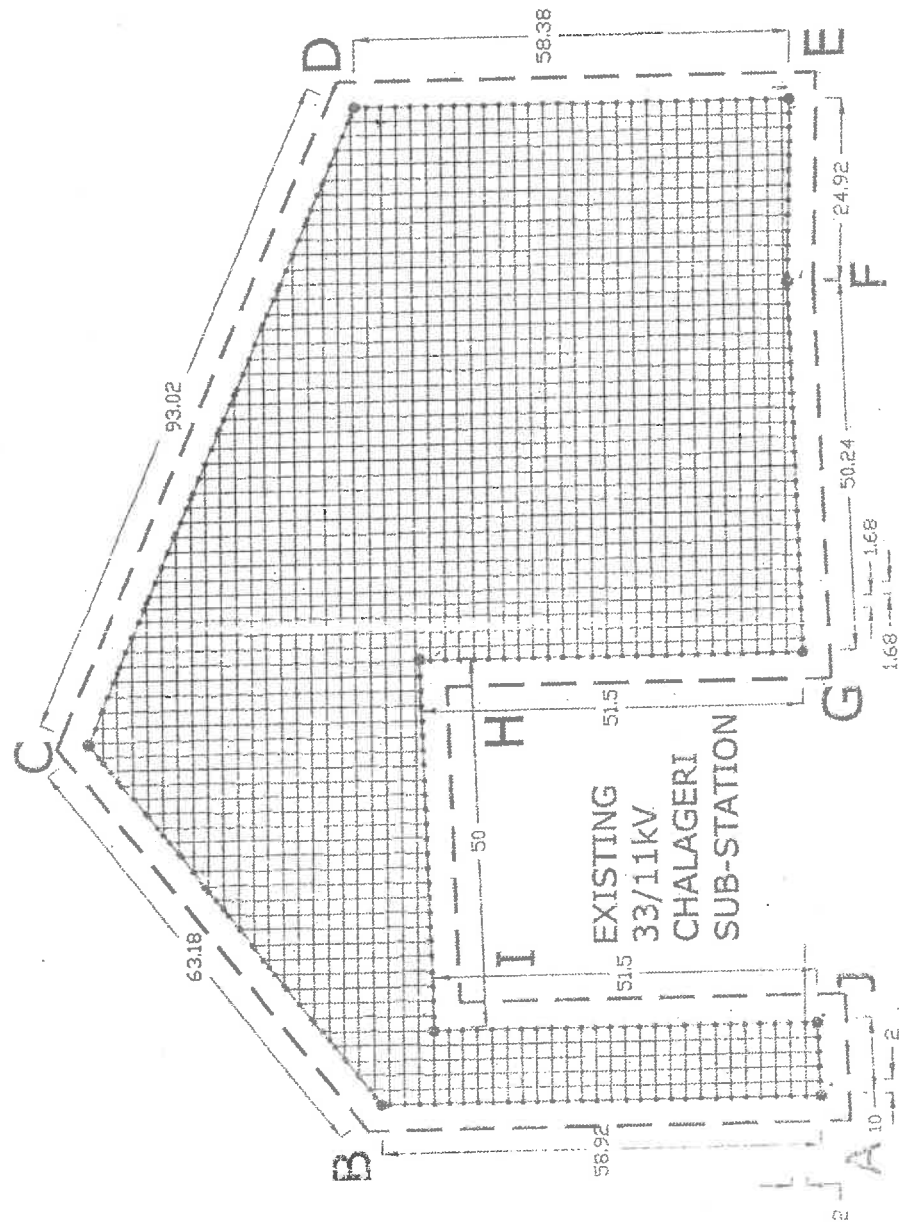 C
D
93.02
58.38
63.18
B
H
I
50
51.5
51.5
EXISTING
33/11kV
CHALAGERI
SUB-STATION
58.92
E
24.92
F
50.24
1.68
1.68
G
J
A
10
2
2